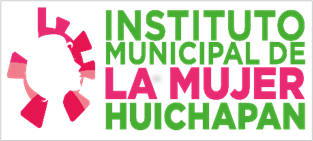 INSTITUTO
MUNICIPAL DE
LA MUJER
HUICHAPAN